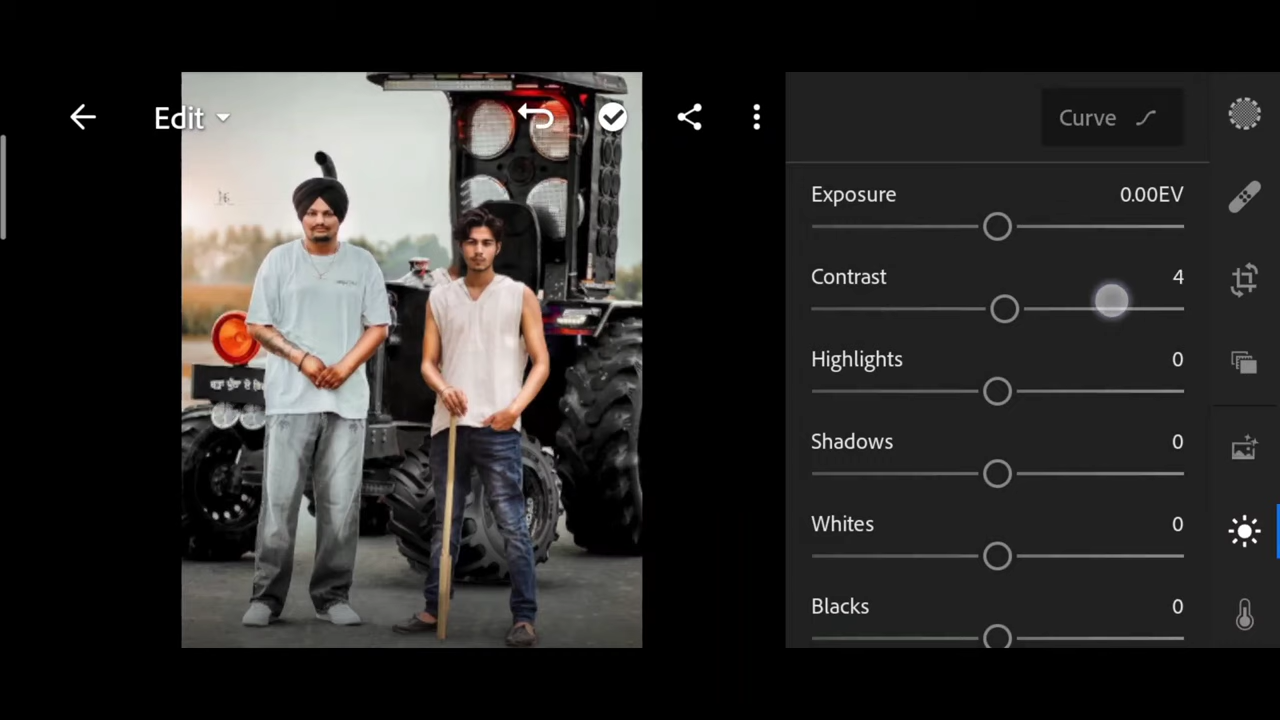 Edit
Curve
Exposure 0.00EV
Contrast 4
Highlights 0
Shadows 0
Whites 0
Blacks 0